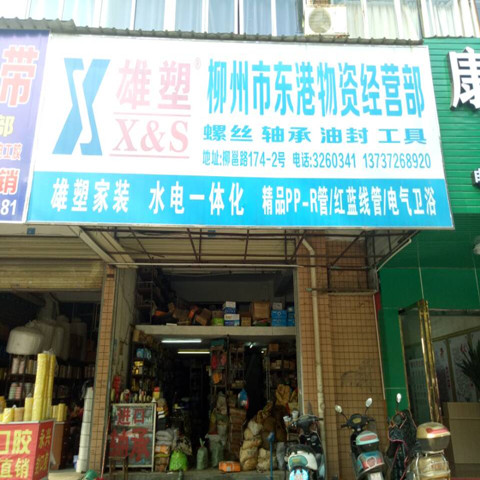 雄塑®
X&S
柳州市东港物资经营部
螺丝 轴承 油封 工具
地址:柳邕路174-2号 电话:3260341 13737268920
雄塑家装 水电一体化 精品PP-R管/红蓝线管/电气卫浴
带
部
销
81
康
口胶
直销